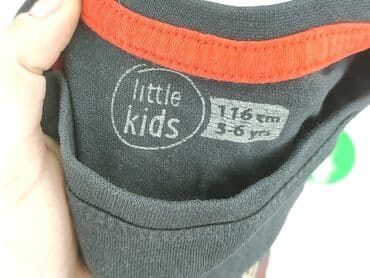 little
kids
116 cm
5-6 yrs